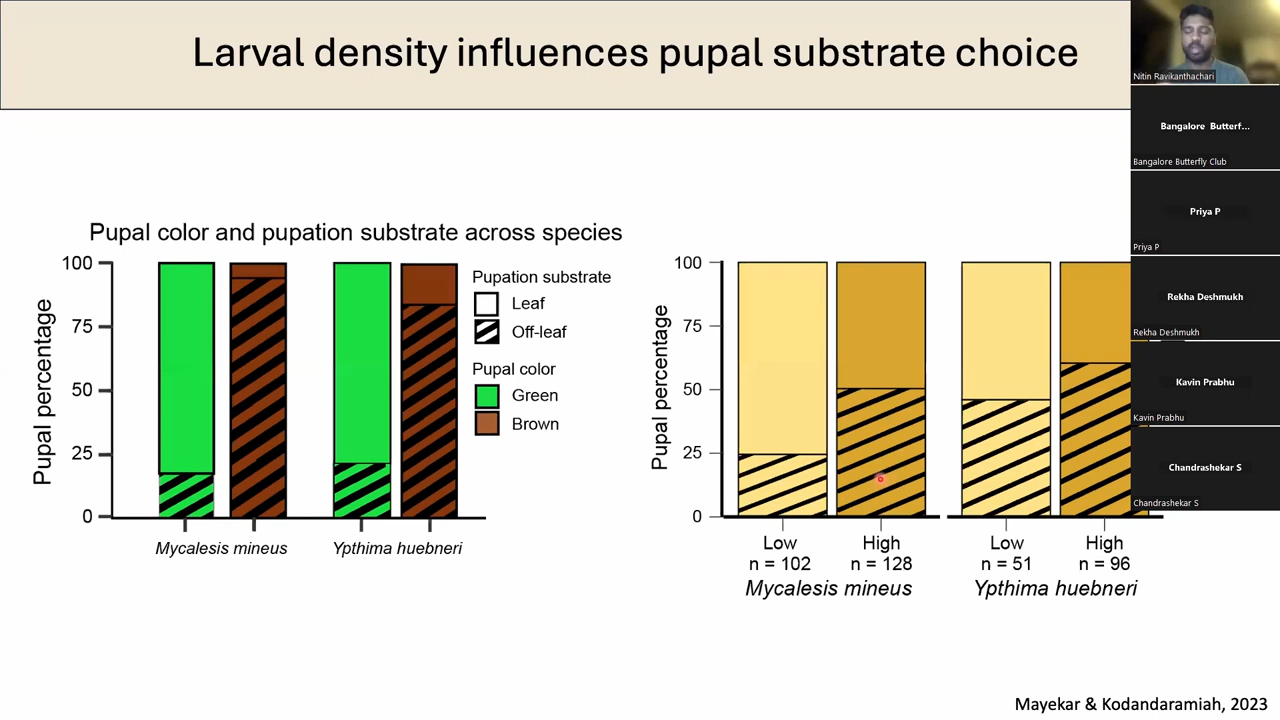 Larval density influences pupal substrate choice
Pupal color and pupation substrate across species
Pupal percentage
100
75
50
25
0
Mycalesis mineus
Ypthima huebneri
Pupation substrate
Leaf
Off-leaf
Pupal color
Green
Brown
Pupal percentage
100
75
50
25
0
Low
n = 102
High
n = 128
Mycalesis mineus
Low
n = 51
High
n = 96
Ypthima huebneri
Mayekar & Kodandaramiah, 2023
Nitin Ravikanthachari
Bangalore Butterf...
Bangalore Butterfly Club
Priya P
Priya P
Rekha Deshmukh
Rekha Deshmukh
Kavin Prabhu
Kavin Prabhu
Chandrashekar S
Chandrashekar S